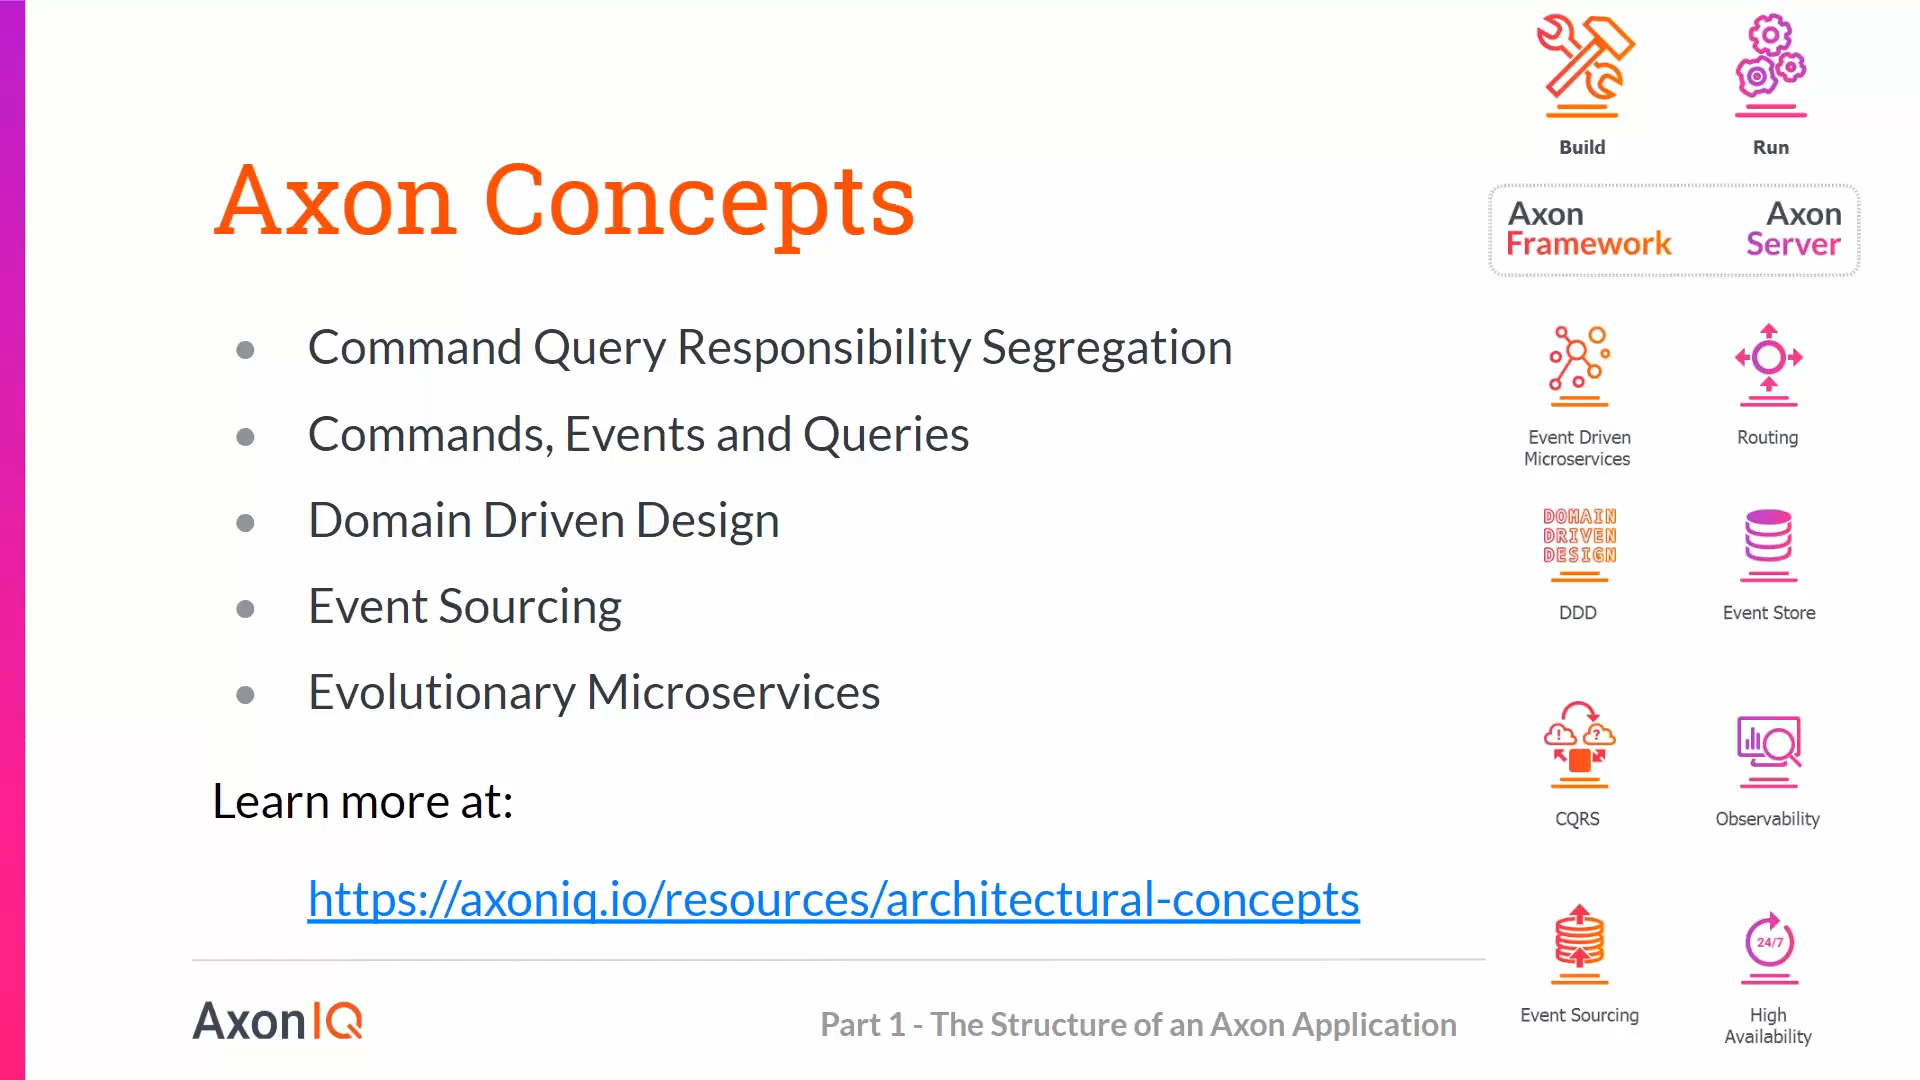 Axon Concepts
Command Query Responsibility Segregation
Commands, Events and Queries
Domain Driven Design
Event Sourcing
Evolutionary Microservices
Learn more at:
https://axoniq.io/resources/architectural-concepts
AxonIQ
Part 1 - The Structure of an Axon Application
Build
Run
Axon
Framework
Axon
Server
Event Driven
Microservices
Routing
DOMAIN
DRIVEN
DESIGN
DDD
Event Store
! ?
CQRS
Observability
Event Sourcing
24/7
High
Availability